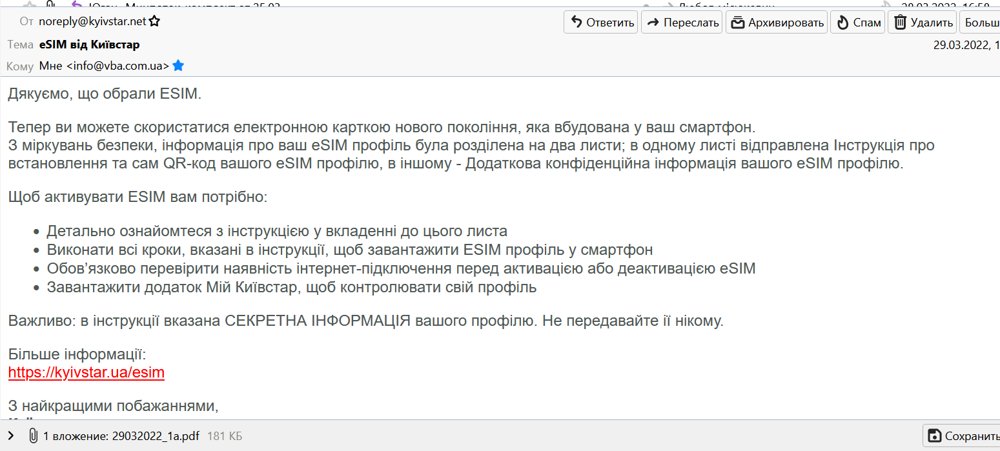 От noreply@kyivstar.net
Ответить
Переслать
Архивировать
Спам
Удалить
Тема eSIM від Київстар
29.03.2022, 1
Кому Мне <info@vba.com.ua>
Дякуємо, що обрали ESIM.
Тепер ви можете скористатися електронною карткою нового покоління, яка вбудована у ваш смартфон.
З міркувань безпеки, інформація про ваш eSIM профіль була розділена на два листи; в одному листі відправлена Інструкція про
встановлення та сам QR-код вашого eSIM профілю, в іншому - Додаткова конфіденційна інформація вашого eSIM профілю.
Щоб активувати ESIM вам потрібно:
• Детально ознайомтеся з інструкцією у вкладенні до цього листа
• Виконати всі кроки, вказані в інструкції, щоб завантажити ESIM профіль у смартфон
• Обов’язково перевірити наявність інтернет-підключення перед активацією або деактивацією eSIM
• Завантажити додаток Мій Київстар, щоб контролювати свій профіль
Важливо: в інструкції вказана СЕКРЕТНА ІНФОРМАЦІЯ вашого профілю. Не передавайте її нікому.
Більше інформації:
https://kyivstar.ua/esim
З найкращими побажаннями,
1 вложение: 29032022_1a.pdf 181 КБ
Сохранить